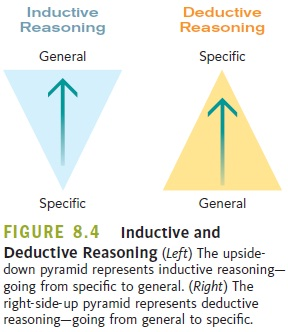 Inductive
Reasoning
Deductive
Reasoning
General
Specific
Specific
General
FIGURE 8.4 Inductive and
Deductive Reasoning (Left) The upside-
down pyramid represents inductive reasoning—
going from specific to general. (Right) The
right-side-up pyramid represents deductive
reasoning—going from general to specific.